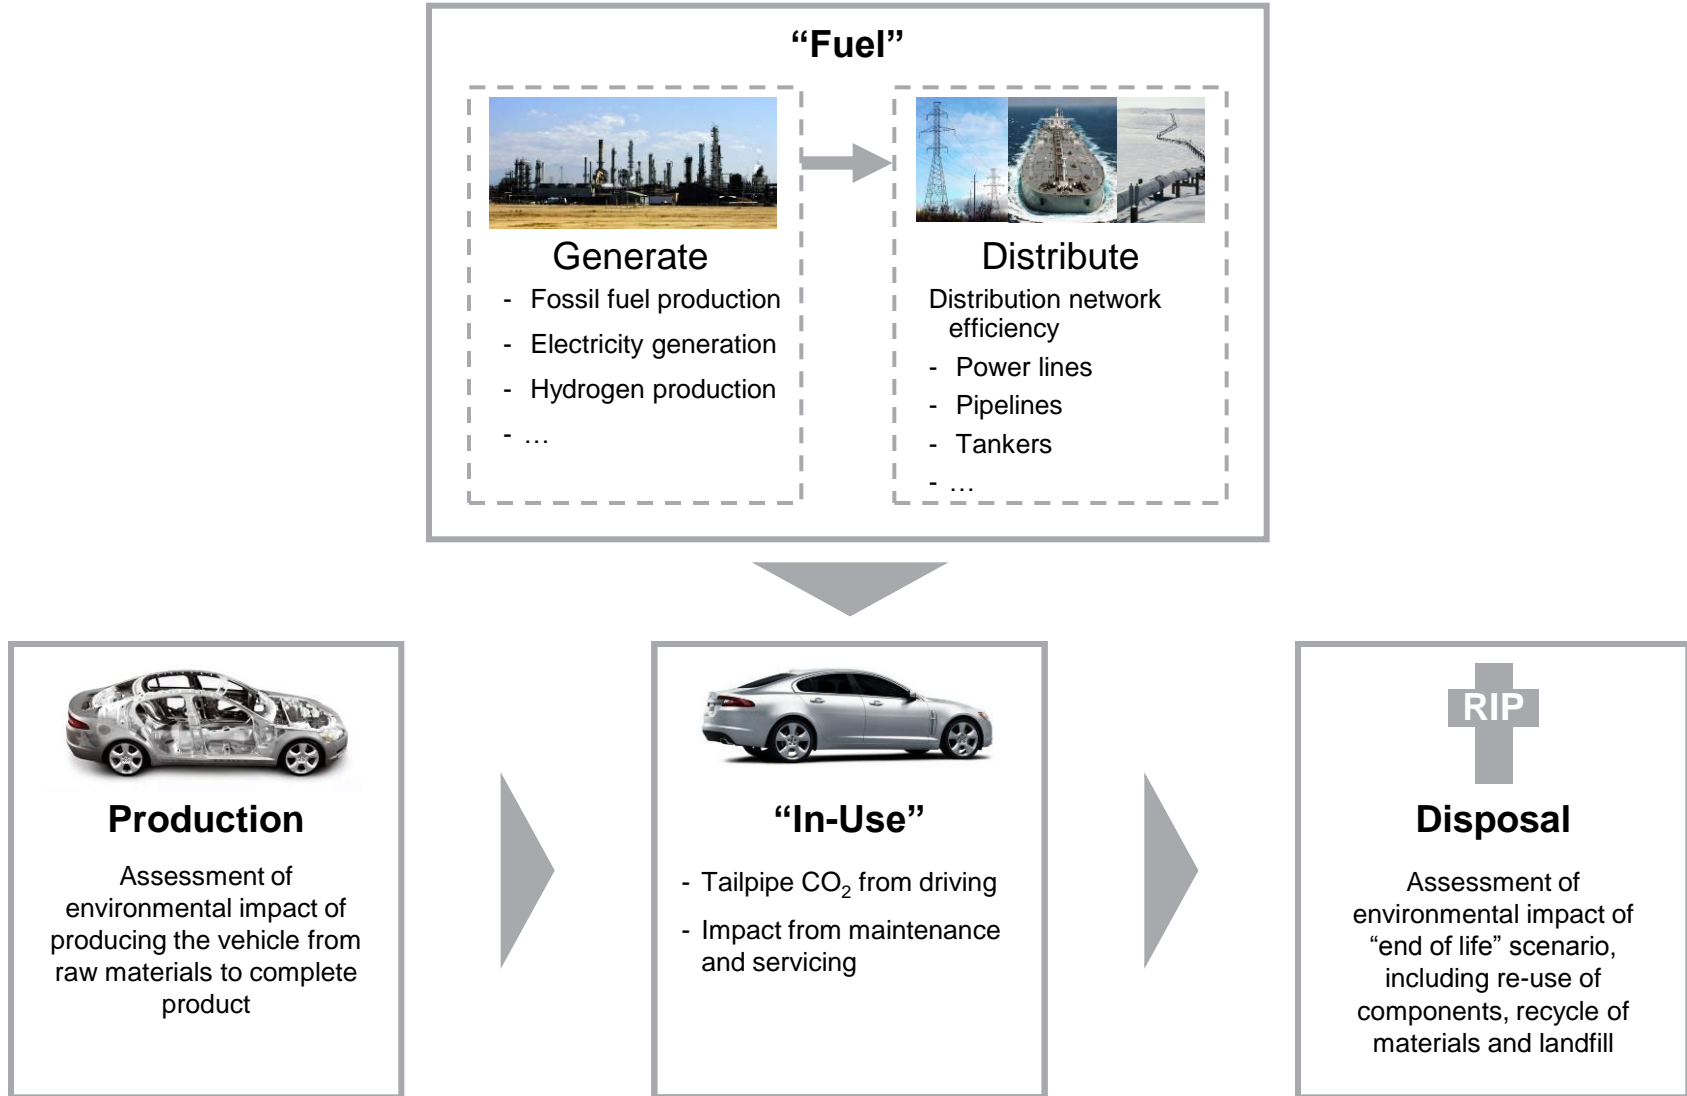 “Fuel”
Generate
- Fossil fuel production
- Electricity generation
- Hydrogen production
- …
Distribute
Distribution network
efficiency
- Power lines
- Pipelines
- Tankers
- …
Production
Assessment of
environmental impact of
producing the vehicle from
raw materials to complete
product
“In-Use”
- Tailpipe CO₂ from driving
- Impact from maintenance
and servicing
RIP
Disposal
Assessment of
environmental impact of
“end of life” scenario,
including re-use of
components, recycle of
materials and landfill